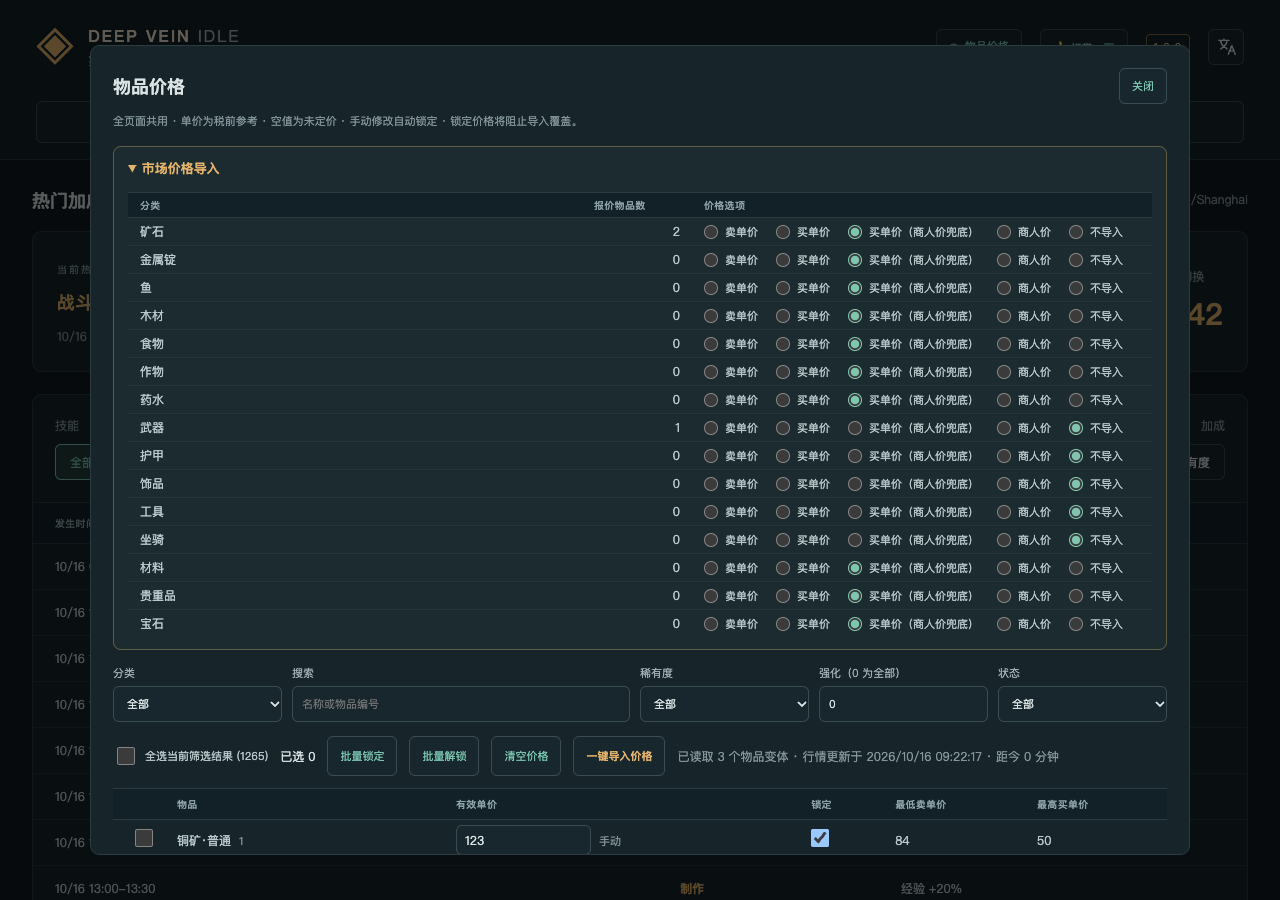 DEEP VEIN IDLE
物品价格
关闭
全页面共用 · 单价为税前参考 · 空值为未定价 · 手动修改自动锁定 · 锁定价格将阻止导入覆盖。
▼ 市场价格导入
分类 报价物品数 价格选项
矿石 2 卖单价 买单价 买单价（商人价兜底） 商人价 不导入
金属锭 0 卖单价 买单价 买单价（商人价兜底） 商人价 不导入
鱼 0 卖单价 买单价 买单价（商人价兜底） 商人价 不导入
木材 0 卖单价 买单价 买单价（商人价兜底） 商人价 不导入
食物 0 卖单价 买单价 买单价（商人价兜底） 商人价 不导入
作物 0 卖单价 买单价 买单价（商人价兜底） 商人价 不导入
药水 0 卖单价 买单价 买单价（商人价兜底） 商人价 不导入
武器 1 卖单价 买单价 买单价（商人价兜底） 商人价 不导入
护甲 0 卖单价 买单价 买单价（商人价兜底） 商人价 不导入
饰品 0 卖单价 买单价 买单价（商人价兜底） 商人价 不导入
工具 0 卖单价 买单价 买单价（商人价兜底） 商人价 不导入
坐骑 0 卖单价 买单价 买单价（商人价兜底） 商人价 不导入
材料 0 卖单价 买单价 买单价（商人价兜底） 商人价 不导入
贵重品 0 卖单价 买单价 买单价（商人价兜底） 商人价 不导入
宝石 0 卖单价 买单价 买单价（商人价兜底） 商人价 不导入
分类 搜索 稀有度 强化（0 为全部） 状态
全部 名称或物品编号 全部 0 全部
全选当前筛选结果 (1265) 已选 0 批量锁定 批量解锁 清空价格 一键导入价格 已读取 3 个物品变体 · 行情更新于 2026/10/16 09:22:17 · 距今 0 分钟
物品 有效单价 锁定 最低卖单价 最高买单价
铜矿·普通 1 123 手动 84 50
热门加
/Shanghai
当前热
战斗
10/16
换
42
技能
加成
全部
有度
发生时间
10/16
10/16
10/16
10/16
10/16
10/16
10/16
10/16 13:00–13:30 制作 经验 +20%